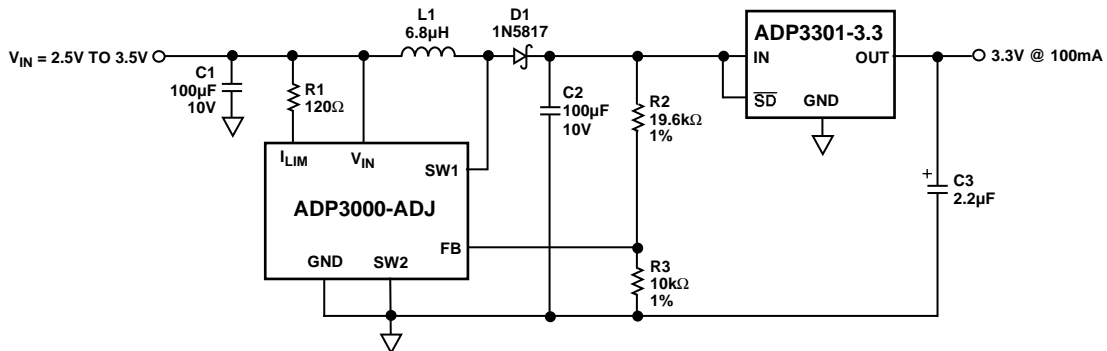 V_IN = 2.5V TO 3.5V
C1
100µF
10V
R1
120Ω
L1
6.8µH
D1
1N5817
C2
100µF
10V
R2
19.6kΩ
1%
ADP3301-3.3
IN
OUT
SD
GND
3.3V @ 100mA
I_LIM
V_IN
SW1
ADP3000-ADJ
FB
GND
SW2
R3
10kΩ
1%
+
C3
2.2µF